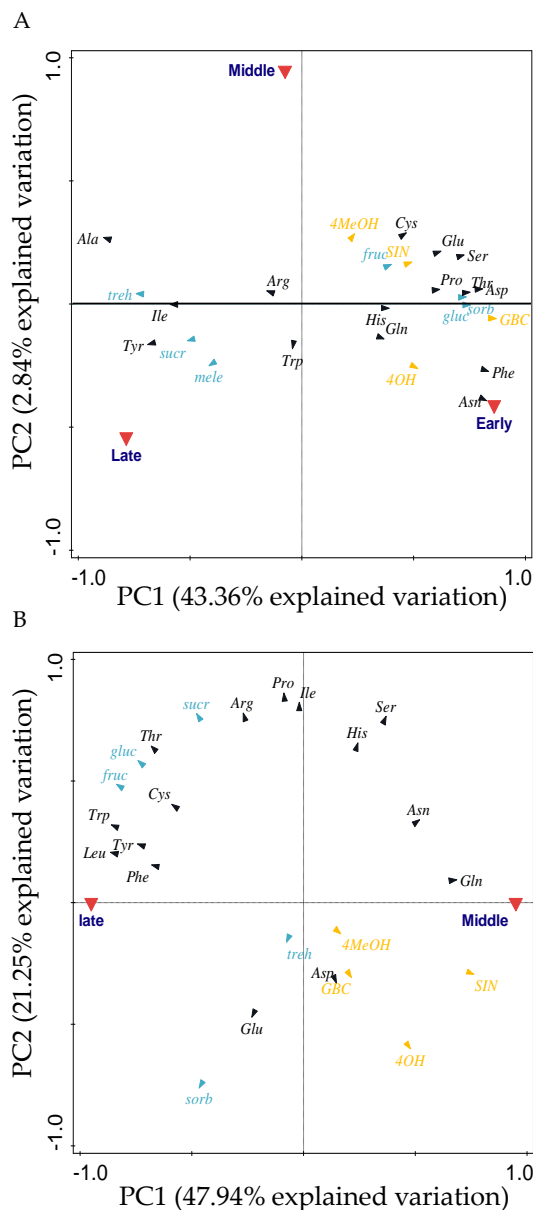 A
1.0
Middle
4MeOH
Cys
Ala
fruc
SIN
Glu
Ser
treh
Arg
Pro
Thr
Asp
Ile
His
gluc
sorb
GBC
Tyr
sucr
Trp
Gln
mele
4OH
Phe
Asn
Early
Late
PC2 (2.84% explained variation)
-1.0
-1.0
1.0
PC1 (43.36% explained variation)
B
1.0
sucr
Arg
Pro
Ile
Ser
Thr
His
gluc
fruc
Cys
Asn
Trp
Tyr
Leu
Phe
Gln
late
Middle
4MeOH
treh
Asp
GBC
SIN
Glu
4OH
sorb
PC2 (21.25% explained variation)
-1.0
-1.0
1.0
PC1 (47.94% explained variation)